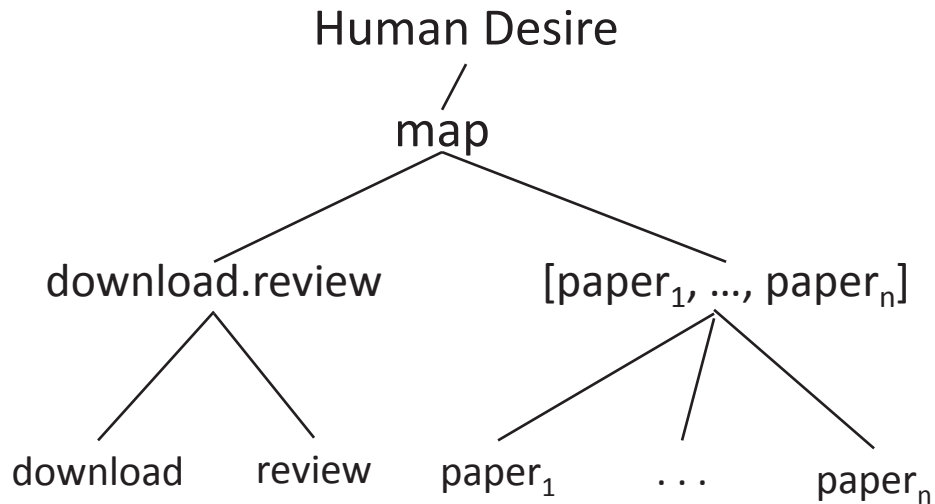 Human Desire
map
download.review [paper₁, ..., paperₙ]
download review paper₁ ... paperₙ